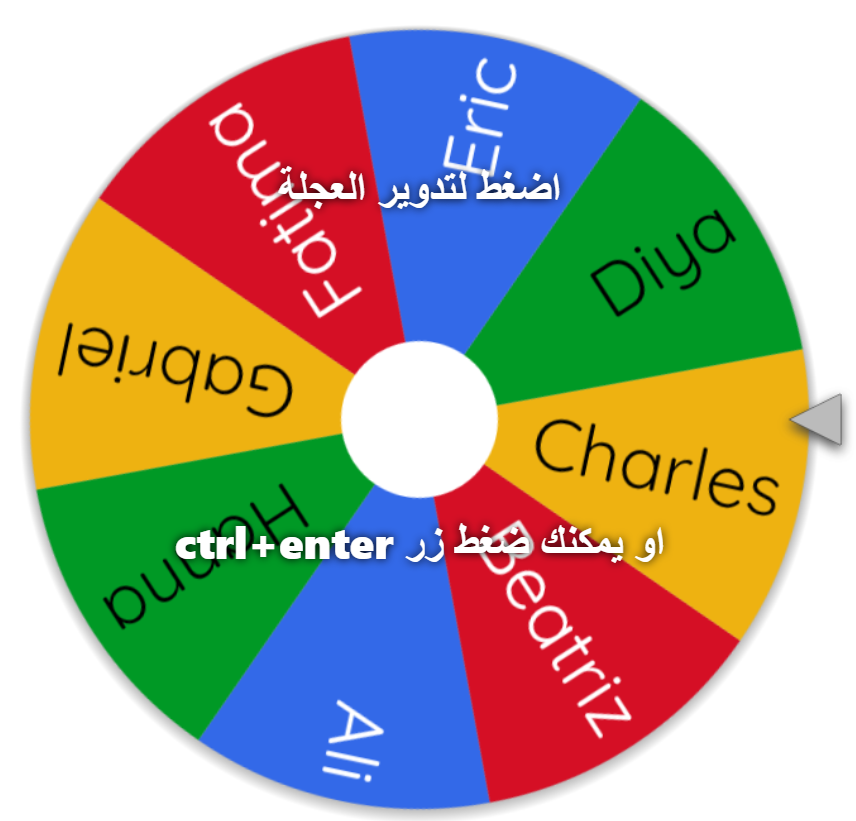 Eric
Fatima
اضغط لتدوير العجلة
Diya
Gabriel
Charles
Hanna
او يمكنك ضغط زر ctrl+enter
Beatriz
Ali